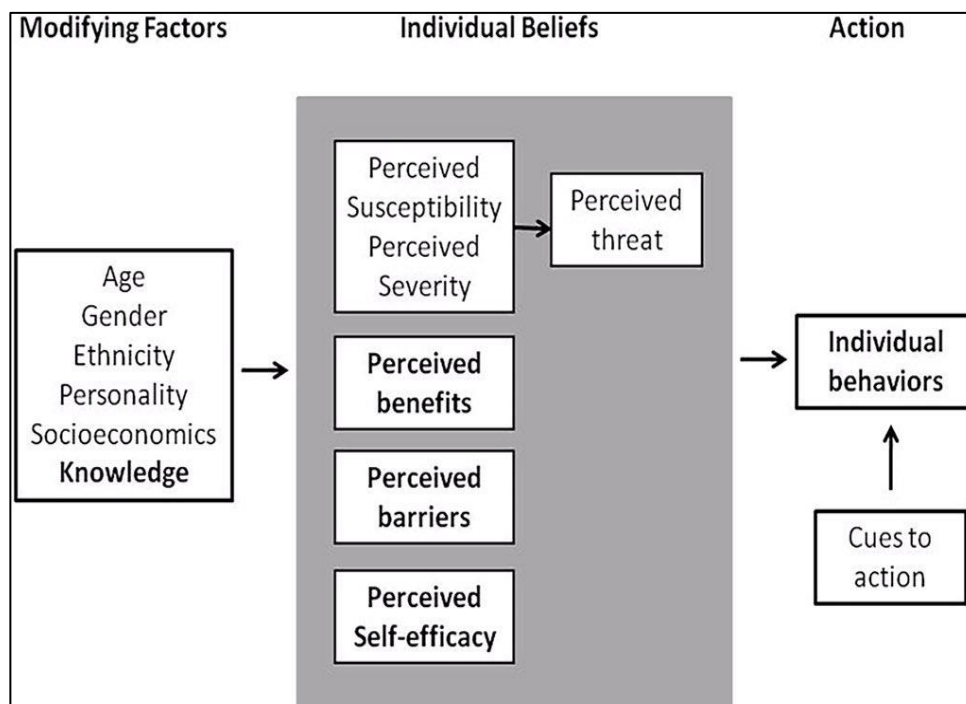 Modifying Factors
Individual Beliefs
Action
Age
Gender
Ethnicity
Personality
Socioeconomics
Knowledge
Perceived
Susceptibility
Perceived
Severity
Perceived
threat
Perceived
benefits
Perceived
barriers
Perceived
Self-efficacy
Individual
behaviors
Cues to
action